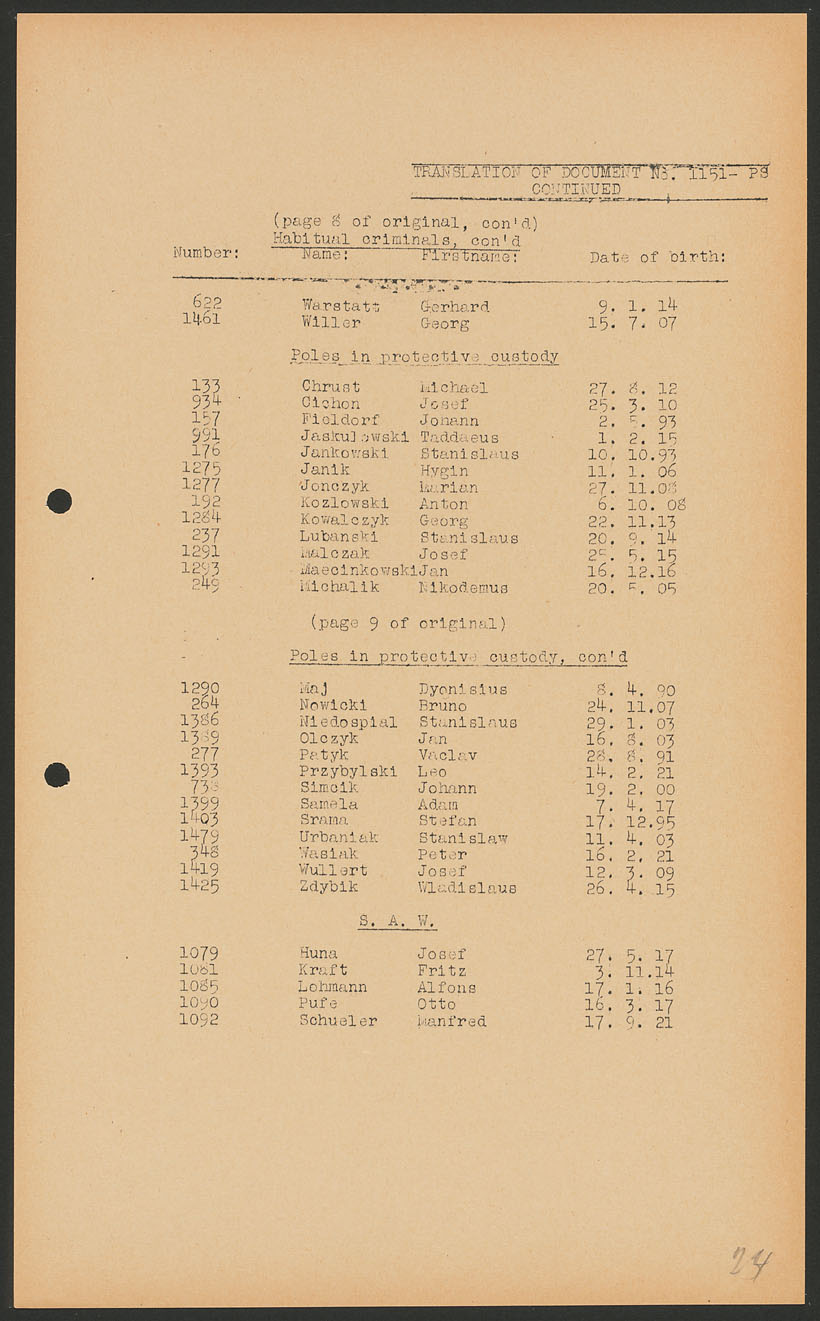 TRANSLATION OF DOCUMENT No. 1151- PS
CONTINUED
(page 8 of original, con'd)
Habitual criminals, con'd
Number: Name: Firstname: Date of birth:
622 Warstatt Gerhard 9. 1. 14
1461 Willer Georg 15. 7. 07
Poles in protective custody
133 Chrust Michael 27. 8. 12
934 Cichon Josef 25. 3. 10
157 Fieldorf Johann 2. 5. 93
991 Jaskulowski Taddaeus 1. 2. 15
176 Jankowski Stanislaus 10. 10.93
1275 Janik Hygin 11. 1. 06
1277 Jonczyk Marian 27. 11.08
192 Kozlowski Anton 6. 10. 08
1284 Kowalczyk Georg 22. 11.13
237 Lubanski Stanislaus 20. 9. 14
1291 Malczak Josef 5. 15
1293 MaecinkowskiJan 16. 12.16
249 Michalik Nikodemus 20. 5. 05
(page 9 of original)
Poles in protective custody, con'd
1290 Maj Dyonisius 8. 4. 90
264 Nowicki Bruno 24. 11.07
1386 Niedospial Stanislaus 29. 1. 03
1389 Olczyk Jan 16. 8. 03
277 Patyk Vaclav 28. 8. 91
1393 Przybylski Leo 14. 2. 21
738 Simcik Johann 19. 2. 00
1399 Samela Adam 7. 4. 17
1403 Srama Stefan 17. 12.95
1479 Urbaniak Stanislaw 11. 4. 03
348 Wasiak Peter 16. 2. 21
1419 Wullert Josef 12. 3. 09
1425 Zdybik Wladislaus 26. 4. 15
S. A. W.
1079 Huna Josef 27. 5. 17
1081 Kraft Fritz 3. 11.14
1085 Lohmann Alfons 17. 1. 16
1090 Pufe Otto 16. 3. 17
1092 Schueler Manfred 17. 9. 21
24